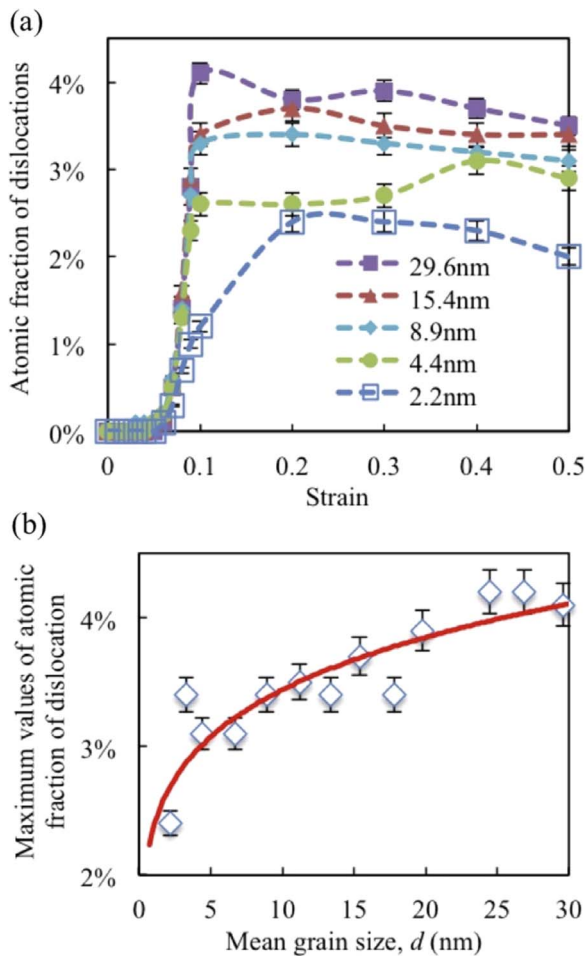 (a)
Atomic fraction of dislocations
4%
3%
2%
1%
0%
29.6nm
15.4nm
8.9nm
4.4nm
2.2nm
0 0.1 0.2 0.3 0.4 0.5
Strain
(b)
Maximum values of atomic
fraction of dislocation
4%
3%
2%
0 5 10 15 20 25 30
Mean grain size, d (nm)